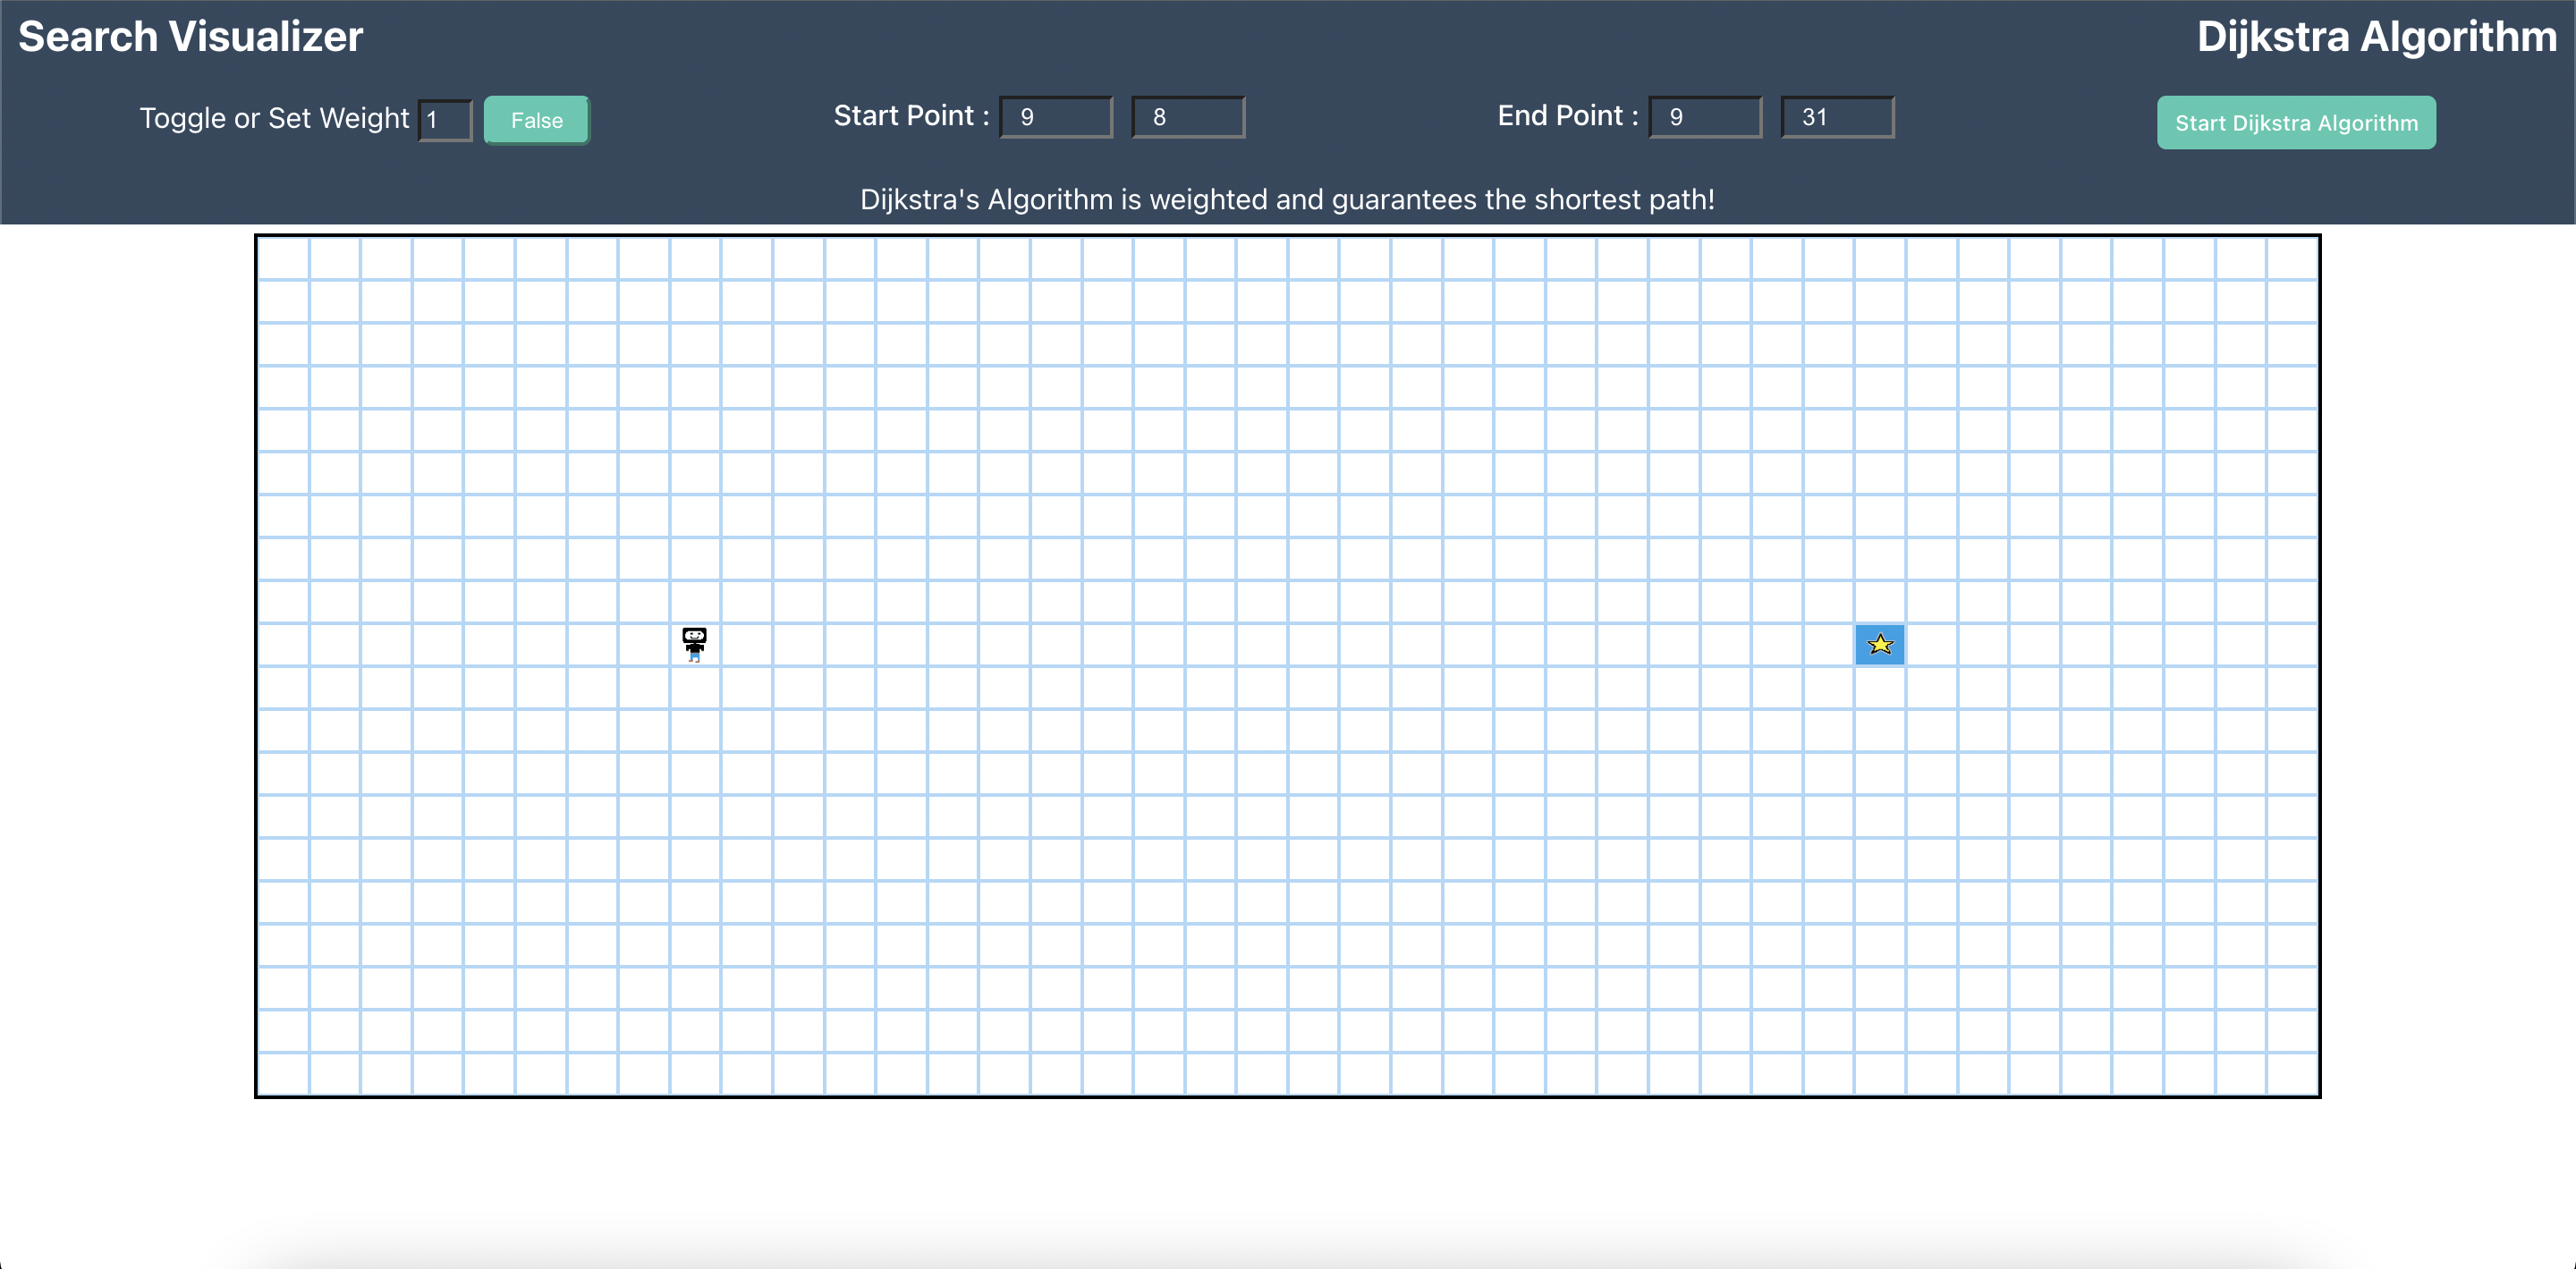 Search Visualizer
Dijkstra Algorithm
Toggle or Set Weight 1 False
Start Point : 9 8
End Point : 9 31
Start Dijkstra Algorithm
Dijkstra's Algorithm is weighted and guarantees the shortest path!